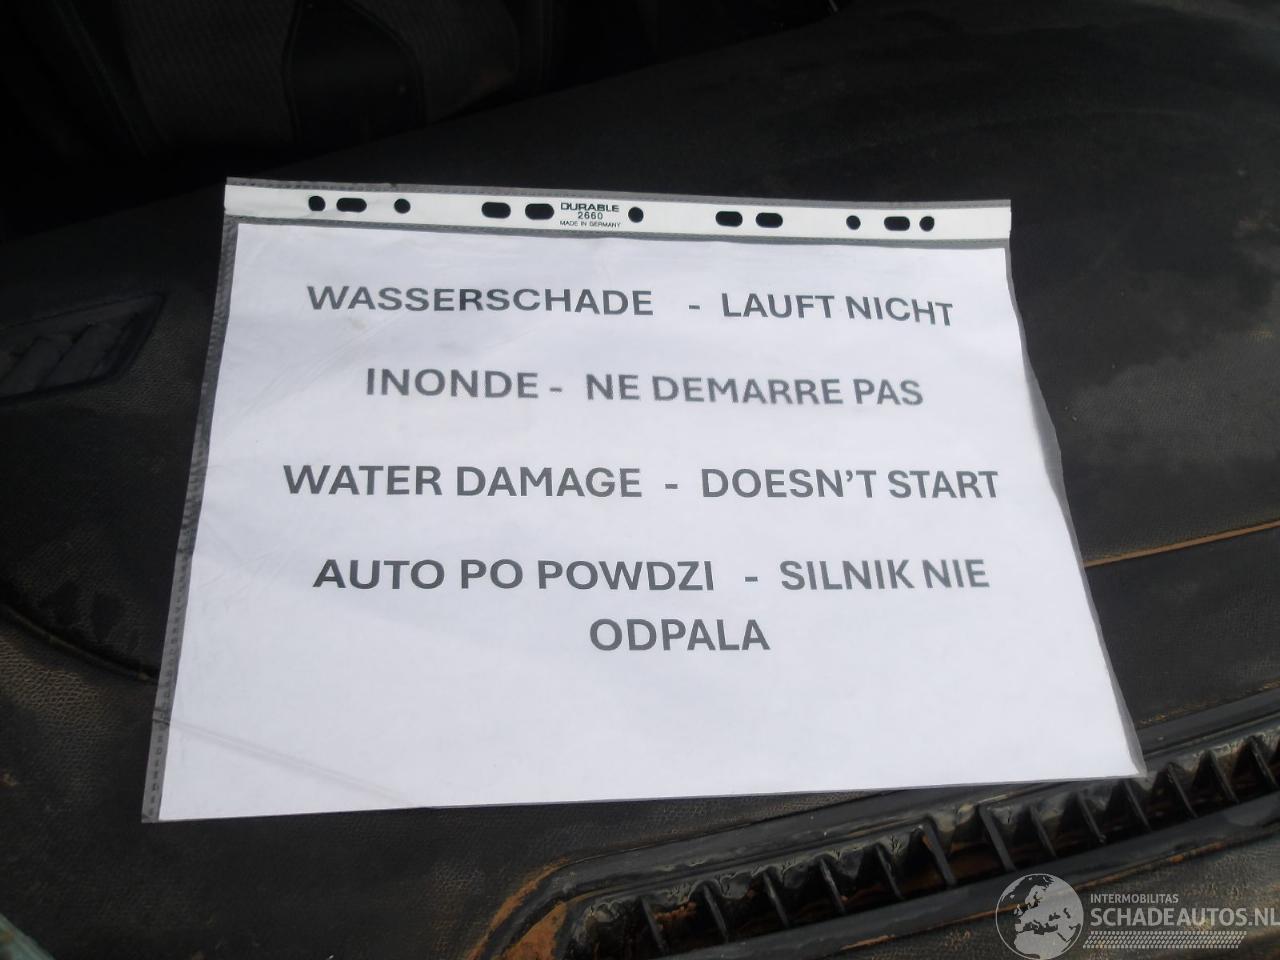 DURABLE
2660
MADE IN GERMANY
WASSERSCHADE - LAUFT NICHT
INONDE - NE DEMARRE PAS
WATER DAMAGE - DOESN'T START
AUTO PO POWDZI - SILNIK NIE
ODPALA
INTERMOBILITAS
SCHADEAUTOS.NL